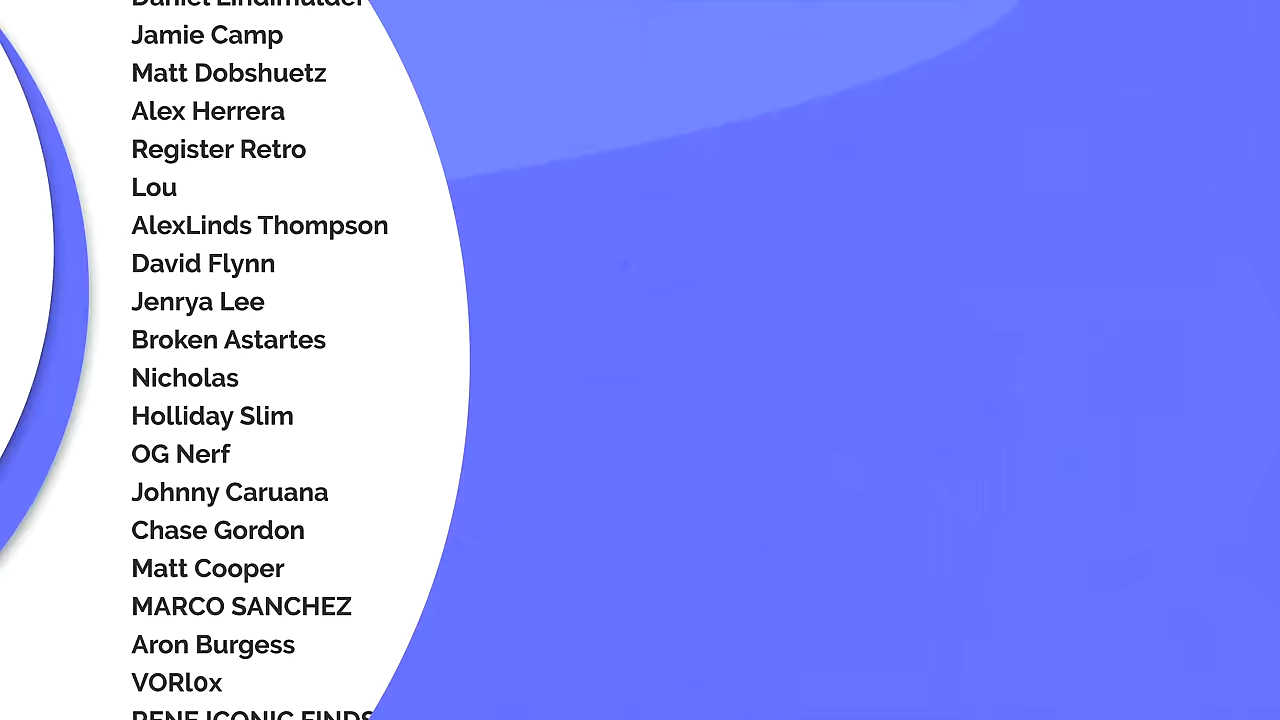 Jamie Camp
Matt Dobshuetz
Alex Herrera
Register Retro
Lou
AlexLinds Thompson
David Flynn
Jenrya Lee
Broken Astartes
Nicholas
Holliday Slim
OG Nerf
Johnny Caruana
Chase Gordon
Matt Cooper
MARCO SANCHEZ
Aron Burgess
VORl0x